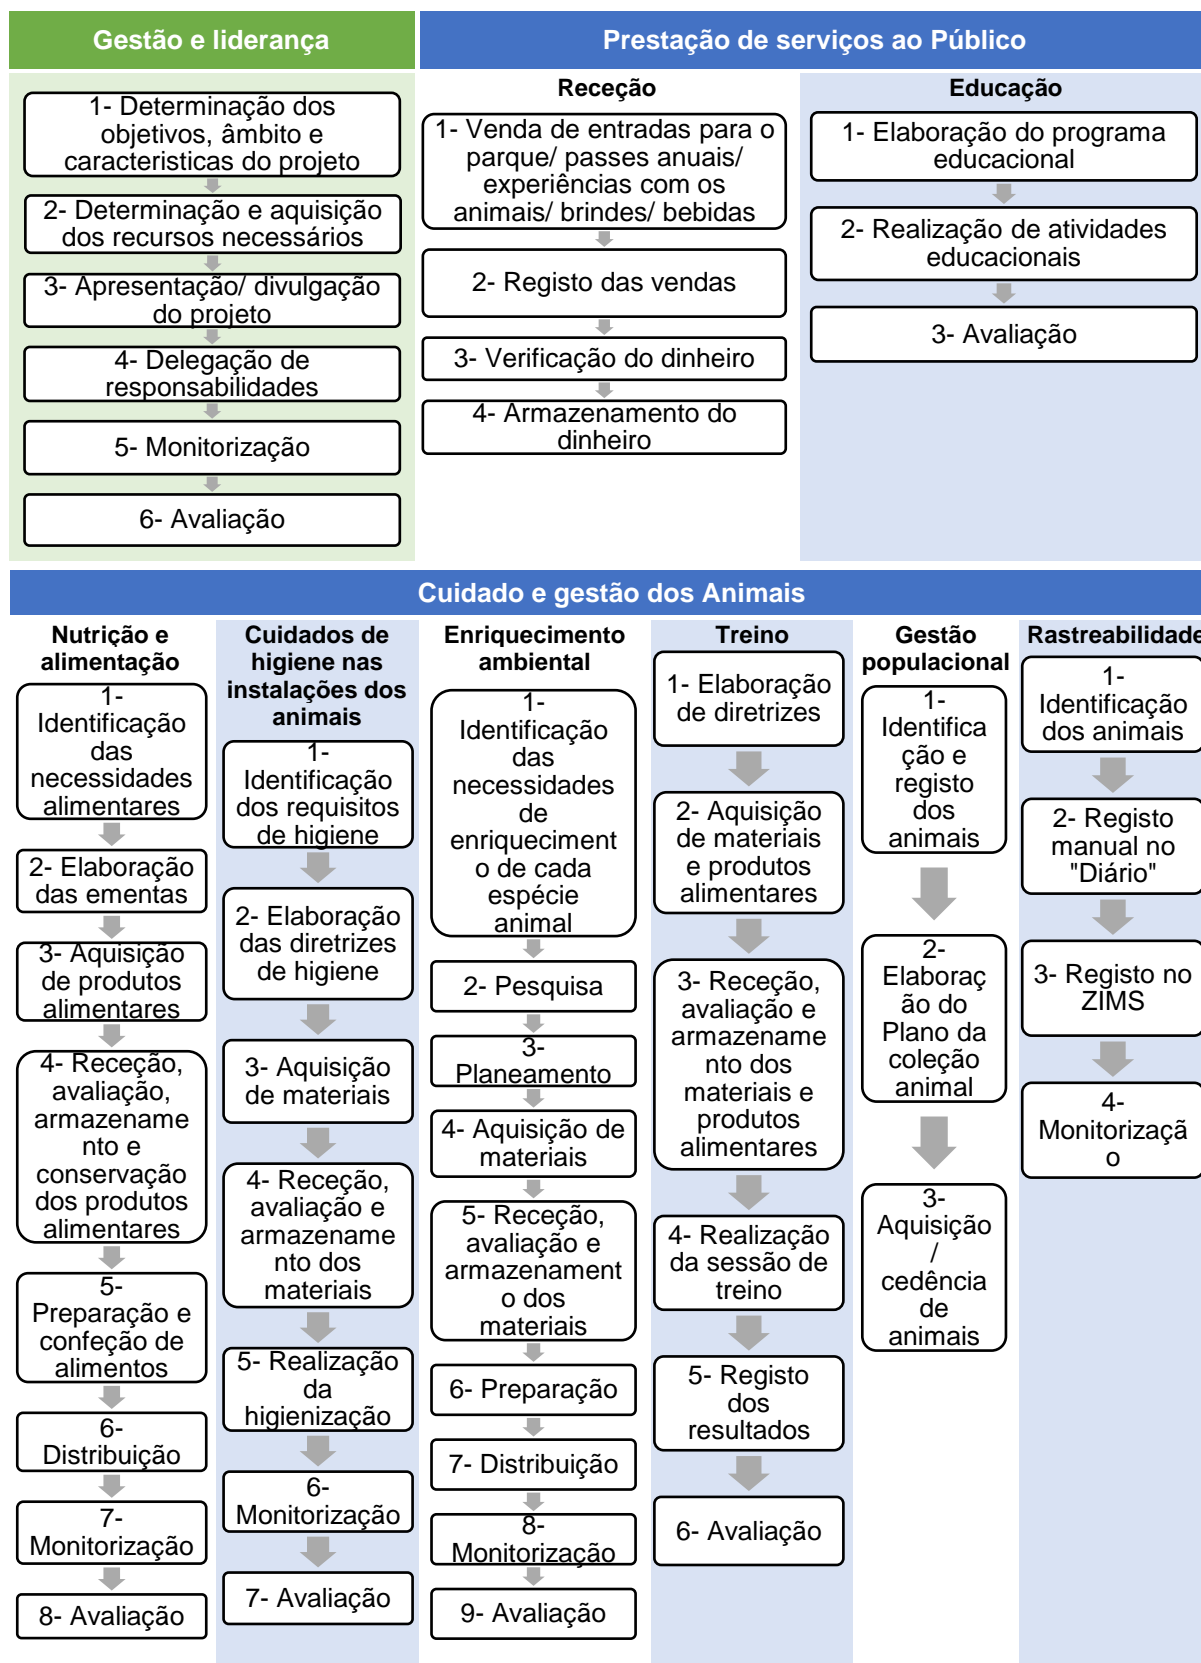 Gestão e liderança
1- Determinação dos
objetivos, âmbito e
caracteristicas do projeto
2- Determinação e aquisição
dos recursos necessários
3- Apresentação/ divulgação
do projeto
4- Delegação de
responsabilidades
5- Monitorização
6- Avaliação
Prestação de serviços ao Público
Receção
1- Venda de entradas para o
parque/ passes anuais/
experiências com os
animais/ brindes/ bebidas
2- Registo das vendas
3- Verificação do dinheiro
4- Armazenamento do
dinheiro
Educação
1- Elaboração do programa
educacional
2- Realização de atividades
educacionais
3- Avaliação
Cuidado e gestão dos Animais
Nutrição e
alimentação
1-
Identificação
das
necessidades
alimentares
2- Elaboração
das ementas
3- Aquisição
de produtos
alimentares
4- Receção,
avaliação,
armazename
nto e
conservação
dos produtos
alimentares
5-
Preparação e
confeção de
alimentos
6-
Distribuição
7-
Monitorização
8- Avaliação
Cuidados de
higiene nas
instalações dos
animais
1-
Identificação
dos requisitos
de higiene
2- Elaboração
das diretrizes
de higiene
3- Aquisição
de materiais
4- Receção,
avaliação e
armazename
nto dos
materiais
5- Realização
da
higienização
6-
Monitorização
7- Avaliação
Enriquecimento
ambiental
1-
Identificação
das
necessidades
de
enriqueciment
o de cada
espécie
animal
2- Pesquisa
3-
Planeamento
4- Aquisição de
materiais
5- Receção,
avaliação e
armazenament
o dos
materiais
6- Preparação
7- Distribuição
8-
Monitorização
9- Avaliação
Treino
1- Elaboração
de diretrizes
2- Aquisição
de materiais
e produtos
alimentares
3- Receção,
avaliação e
armazename
nto dos
materiais e
produtos
alimentares
4- Realização
da sessão de
treino
5- Registo
dos
resultados
6- Avaliação
Gestão
populacional
1-
Identifica
ção e
registo
dos
animais
2-
Elaboraç
ão do
Plano da
coleção
animal
3-
Aquisição
/
cedência
de
animais
Rastreabilidade
1-
Identificação
dos animais
2- Registo
manual no
"Diário"
3- Registo no
ZIMS
4-
Monitorizaçã
o